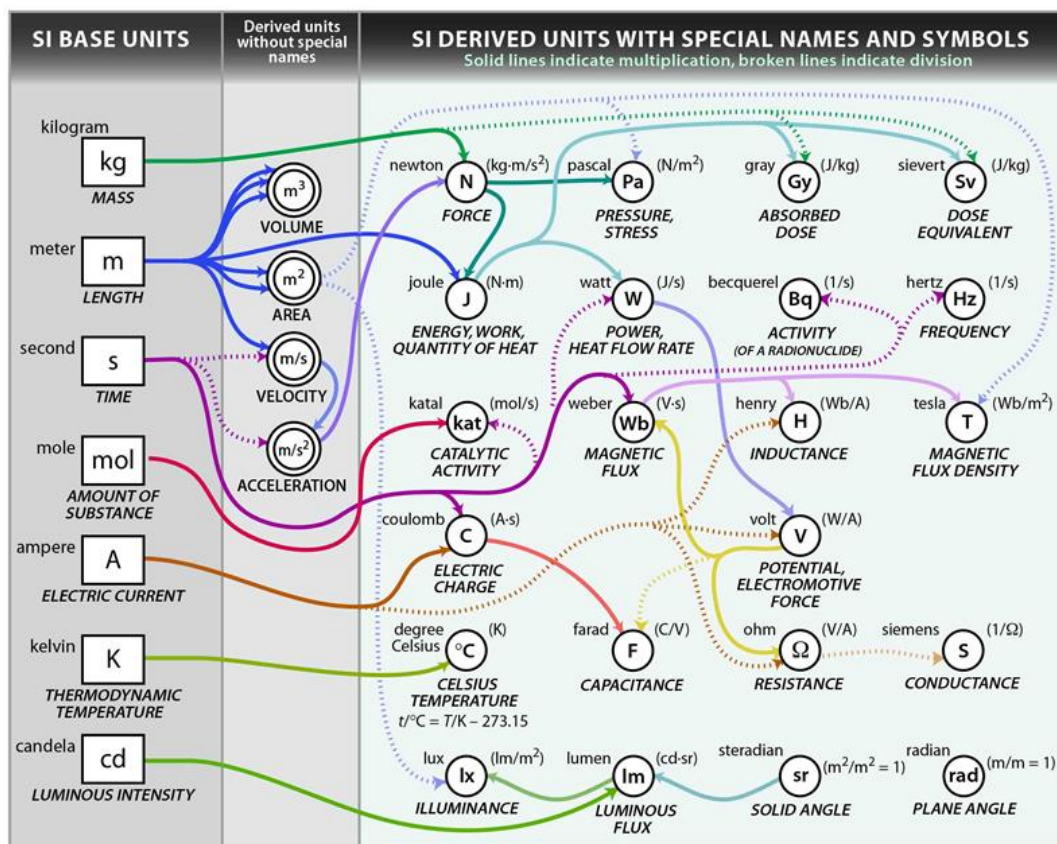 SI BASE UNITS
Derived units
without special
names
SI DERIVED UNITS WITH SPECIAL NAMES AND SYMBOLS
Solid lines indicate multiplication, broken lines indicate division
kilogram
kg
MASS
meter
m
LENGTH
second
s
TIME
mole
mol
AMOUNT OF
SUBSTANCE
ampere
A
ELECTRIC CURRENT
kelvin
K
THERMODYNAMIC
TEMPERATURE
candela
cd
LUMINOUS INTENSITY
m³
VOLUME
m²
AREA
m/s
VELOCITY
m/s²
ACCELERATION
newton
N
(kg·m/s²)
FORCE
pascal
Pa
(N/m²)
PRESSURE,
STRESS
gray
Gy
(J/kg)
ABSORBED
DOSE
sievert
Sv
(J/kg)
DOSE
EQUIVALENT
joule
J
(N·m)
ENERGY, WORK,
QUANTITY OF HEAT
watt
W
(J/s)
POWER,
HEAT FLOW RATE
becquerel
Bq
(1/s)
ACTIVITY
(OF A RADIONUCLIDE)
hertz
Hz
(1/s)
FREQUENCY
katal
kat
(mol/s)
CATALYTIC
ACTIVITY
weber
Wb
(V·s)
MAGNETIC
FLUX
henry
H
(Wb/A)
INDUCTANCE
tesla
T
(Wb/m²)
MAGNETIC
FLUX DENSITY
coulomb
C
(A·s)
ELECTRIC
CHARGE
volt
V
(W/A)
POTENTIAL,
ELECTROMOTIVE
FORCE
degree
Celsius
°C
(K)
CELSIUS
TEMPERATURE
t/°C = T/K – 273.15
farad
F
(C/V)
CAPACITANCE
ohm
Ω
(V/A)
RESISTANCE
siemens
S
(1/Ω)
CONDUCTANCE
lux
lx
(lm/m²)
ILLUMINANCE
lumen
lm
(cd·sr)
LUMINOUS
FLUX
steradian
sr
(m²/m² = 1)
SOLID ANGLE
radian
rad
(m/m = 1)
PLANE ANGLE